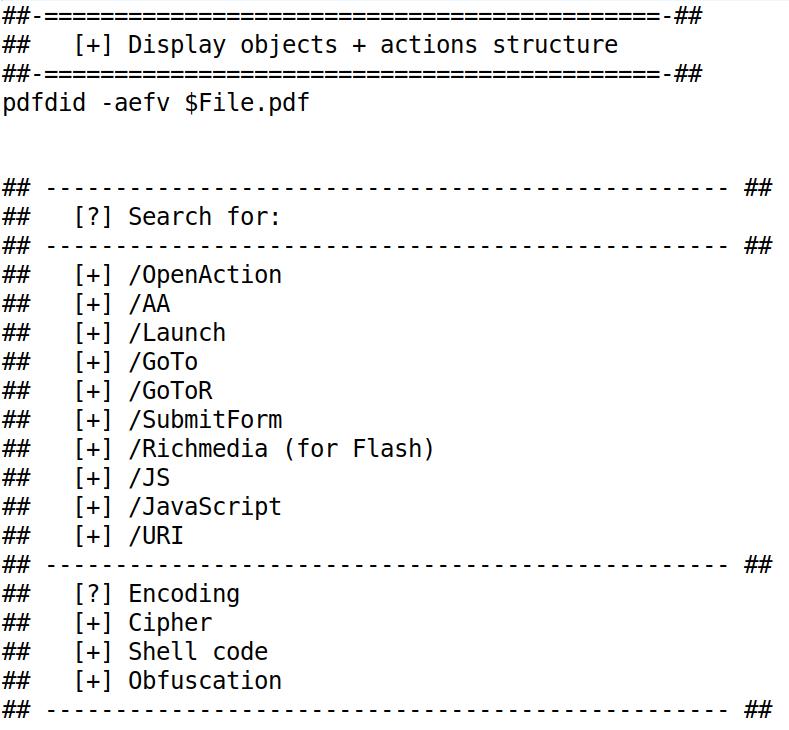 ##-============================================-##
##   [+] Display objects + actions structure
##-============================================-##
pdfdid -aefv $File.pdf
## ------------------------------------------------- ##
##   [?] Search for:
## ------------------------------------------------- ##
##   [+] /OpenAction
##   [+] /AA
##   [+] /Launch
##   [+] /GoTo
##   [+] /GoToR
##   [+] /SubmitForm
##   [+] /Richmedia (for Flash)
##   [+] /JS
##   [+] /JavaScript
##   [+] /URI
## ------------------------------------------------- ##
##   [?] Encoding
##   [+] Cipher
##   [+] Shell code
##   [+] Obfuscation
## ------------------------------------------------- ##